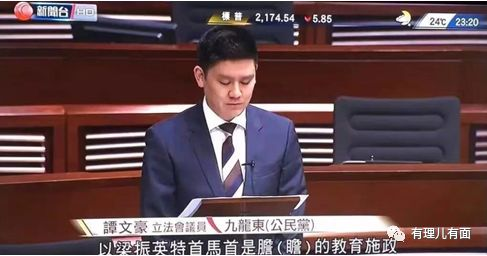 新聞台
標普 2,174.54 ▼5.85
24℃ 23:20
譚文豪 立法會議員 九龍東(公民黨)
以梁振英特首馬首是膽(瞻)的教育施政
有理儿有面